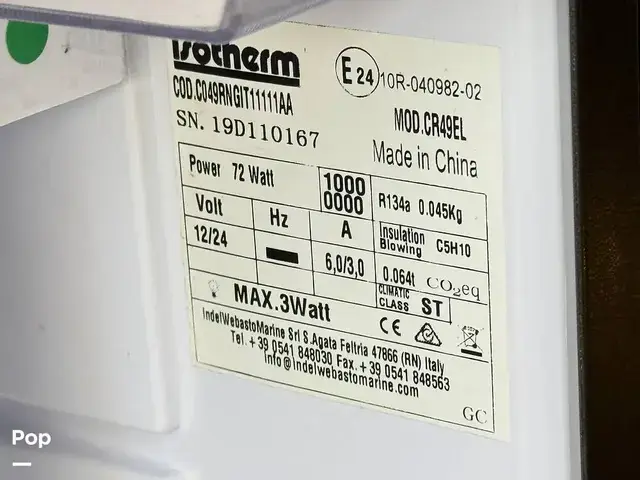 isotherm
E 24 10R-040982-02
COD.C049RNGIT11111AA
MOD.CR49EL
SN. 19D110167
Made in China
Power 72 Watt
1000
0000
R134a 0.045Kg
Volt Hz A
Insulation
Blowing C5H10
12/24
6,0/3,0
0.064t CO₂eq
CLIMATIC
CLASS ST
MAX.3Watt
CE
IndelWebastoMarine Srl S.Agata Feltria 47866 (RN) Italy
Tel. +39 0541 848030 Fax. +39 0541 848563
Info@indelwebastomarine.com
GC
Pop